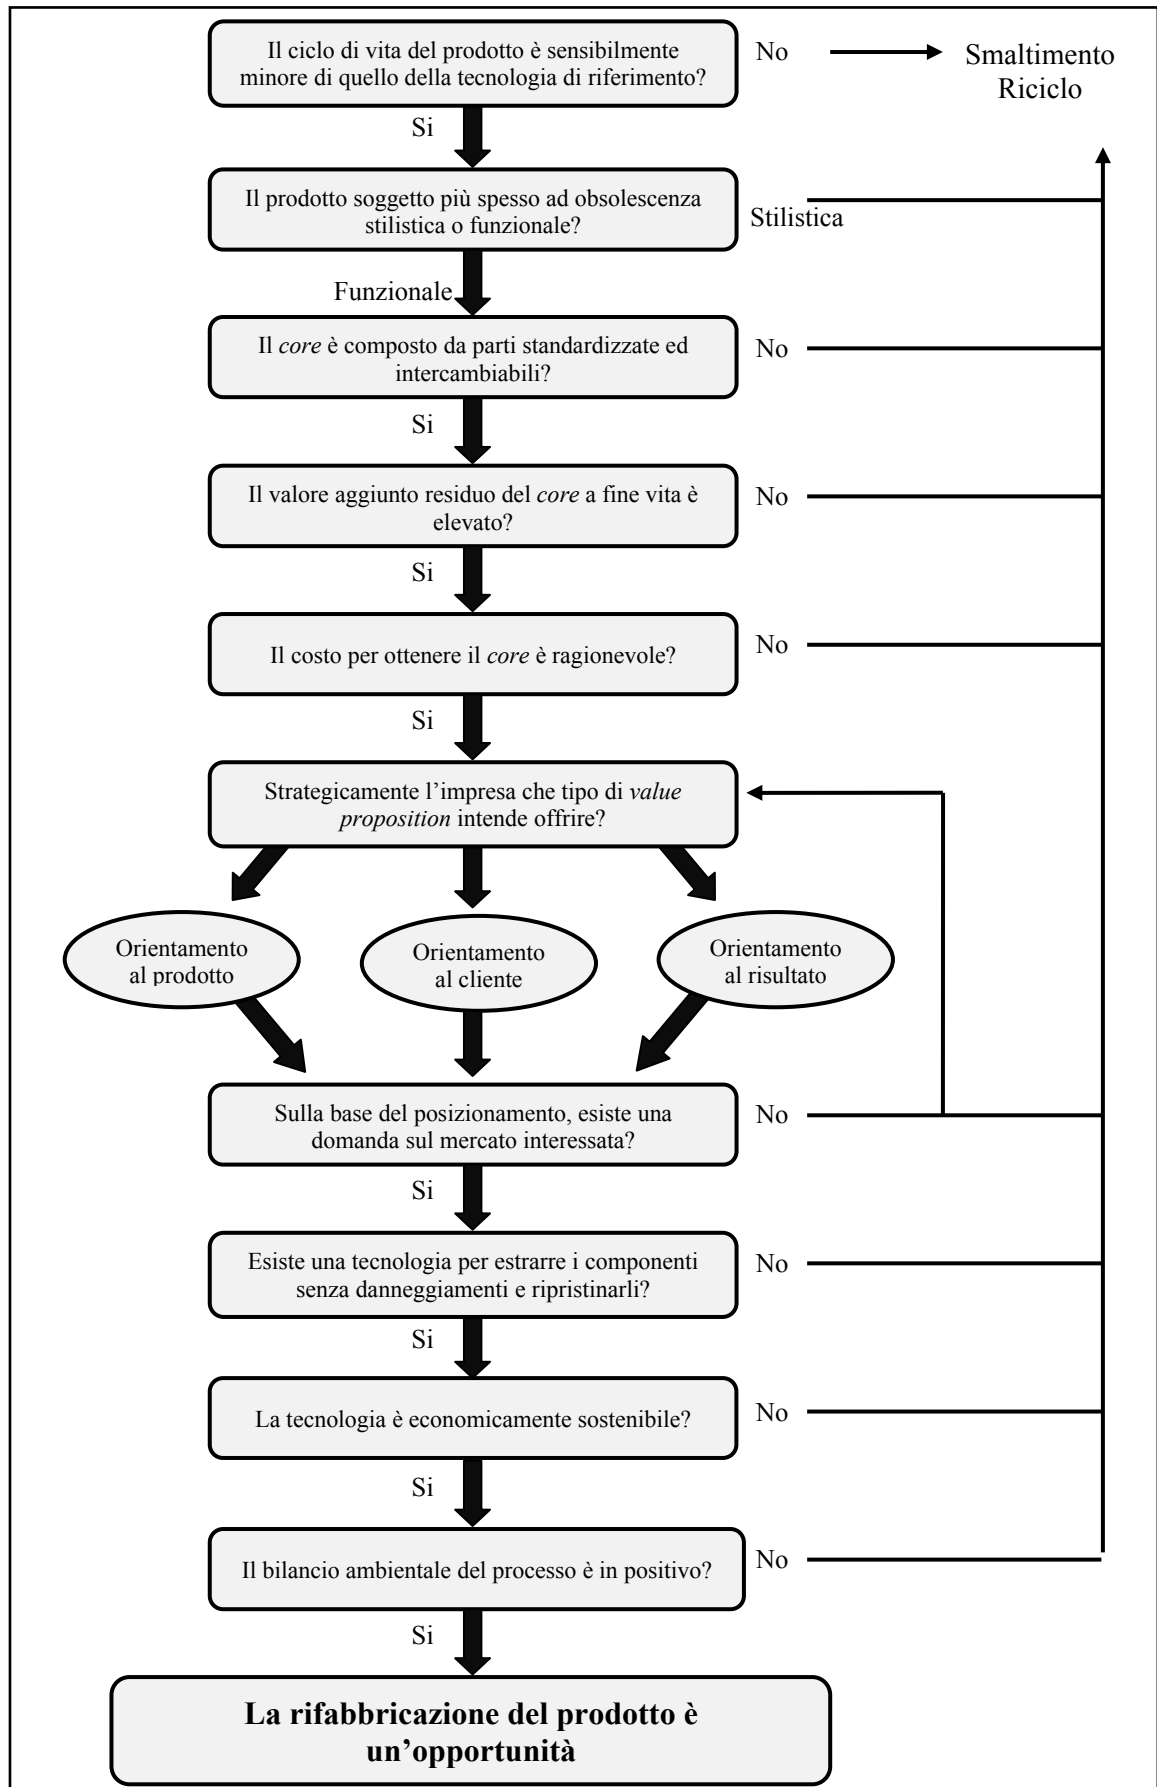 Il ciclo di vita del prodotto è sensibilmente
minore di quello della tecnologia di riferimento?
No
Smaltimento
Riciclo
Si
Il prodotto soggetto più spesso ad obsolescenza
stilistica o funzionale?
Stilistica
Funzionale
Il core è composto da parti standardizzate ed
intercambiabili?
No
Si
Il valore aggiunto residuo del core a fine vita è
elevato?
No
Si
Il costo per ottenere il core è ragionevole?
No
Si
Strategicamente l’impresa che tipo di value
proposition intende offrire?
Orientamento
al prodotto
Orientamento
al cliente
Orientamento
al risultato
Sulla base del posizionamento, esiste una
domanda sul mercato interessata?
No
Si
Esiste una tecnologia per estrarre i componenti
senza danneggiamenti e ripristinarli?
No
Si
La tecnologia è economicamente sostenibile?
No
Si
Il bilancio ambientale del processo è in positivo?
No
Si
La rifabbricazione del prodotto è
un’opportunità